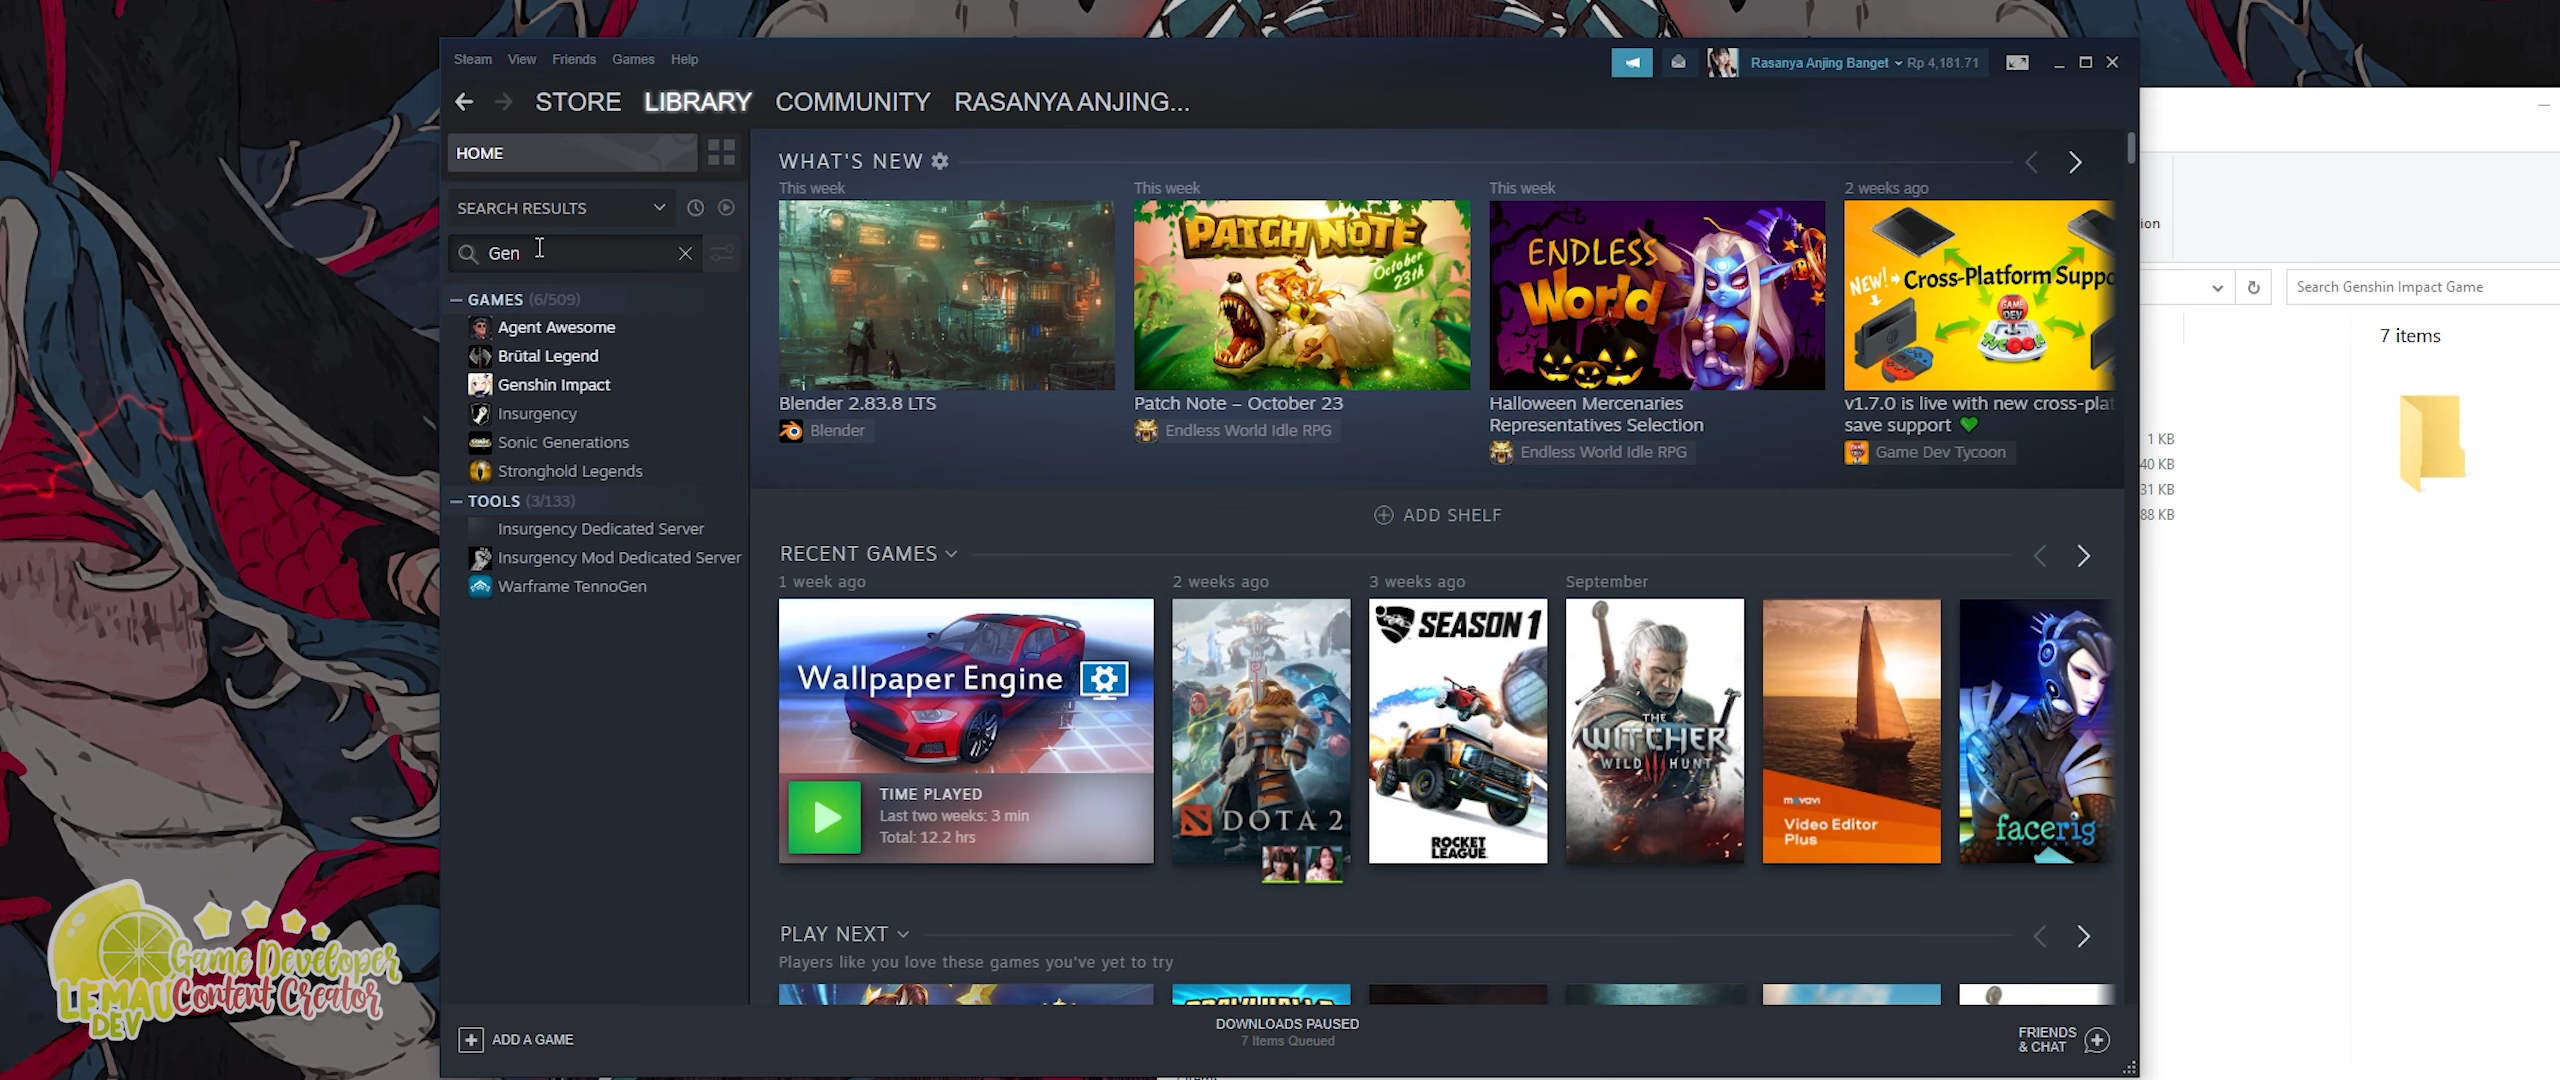 Steam View Friends Games Help
Rasanya Anjing Banget Rp 4,181.71
STORE LIBRARY COMMUNITY RASANYA ANJING...
HOME
SEARCH RESULTS
Gen
GAMES (6/509)
Agent Awesome
Brütal Legend
Genshin Impact
Insurgency
Sonic Generations
Stronghold Legends
TOOLS (3/133)
Insurgency Dedicated Server
Insurgency Mod Dedicated Server
Warframe TennoGen
WHAT'S NEW
This week
PATCH NOTE
October 23th
Blender 2.83.8 LTS
Blender
This week
Patch Note – October 23
Endless World Idle RPG
This week
ENDLESS
World
Halloween Mercenaries
Representatives Selection
Endless World Idle RPG
2 weeks ago
NEW! Cross-Platform Suppo
GAME DEV TYCOON
v1.7.0 is live with new cross-plat
save support
Game Dev Tycoon
ADD SHELF
RECENT GAMES
1 week ago
Wallpaper Engine
TIME PLAYED
Last two weeks: 3 min
Total: 12.2 hrs
2 weeks ago
DOTA 2
3 weeks ago
SEASON 1
ROCKET
LEAGUE
September
THE
WITCHER
WILD HUNT
movavi
Video Editor
Plus
facerig
PLAY NEXT
Players like you love these games you've yet to try
ADD A GAME
DOWNLOADS PAUSED
7 Items Queued
FRIENDS
& CHAT
ion
Search Genshin Impact Game
7 items
1 KB
40 KB
31 KB
88 KB
LEMAU
DEV
Game Developer
Content Creator